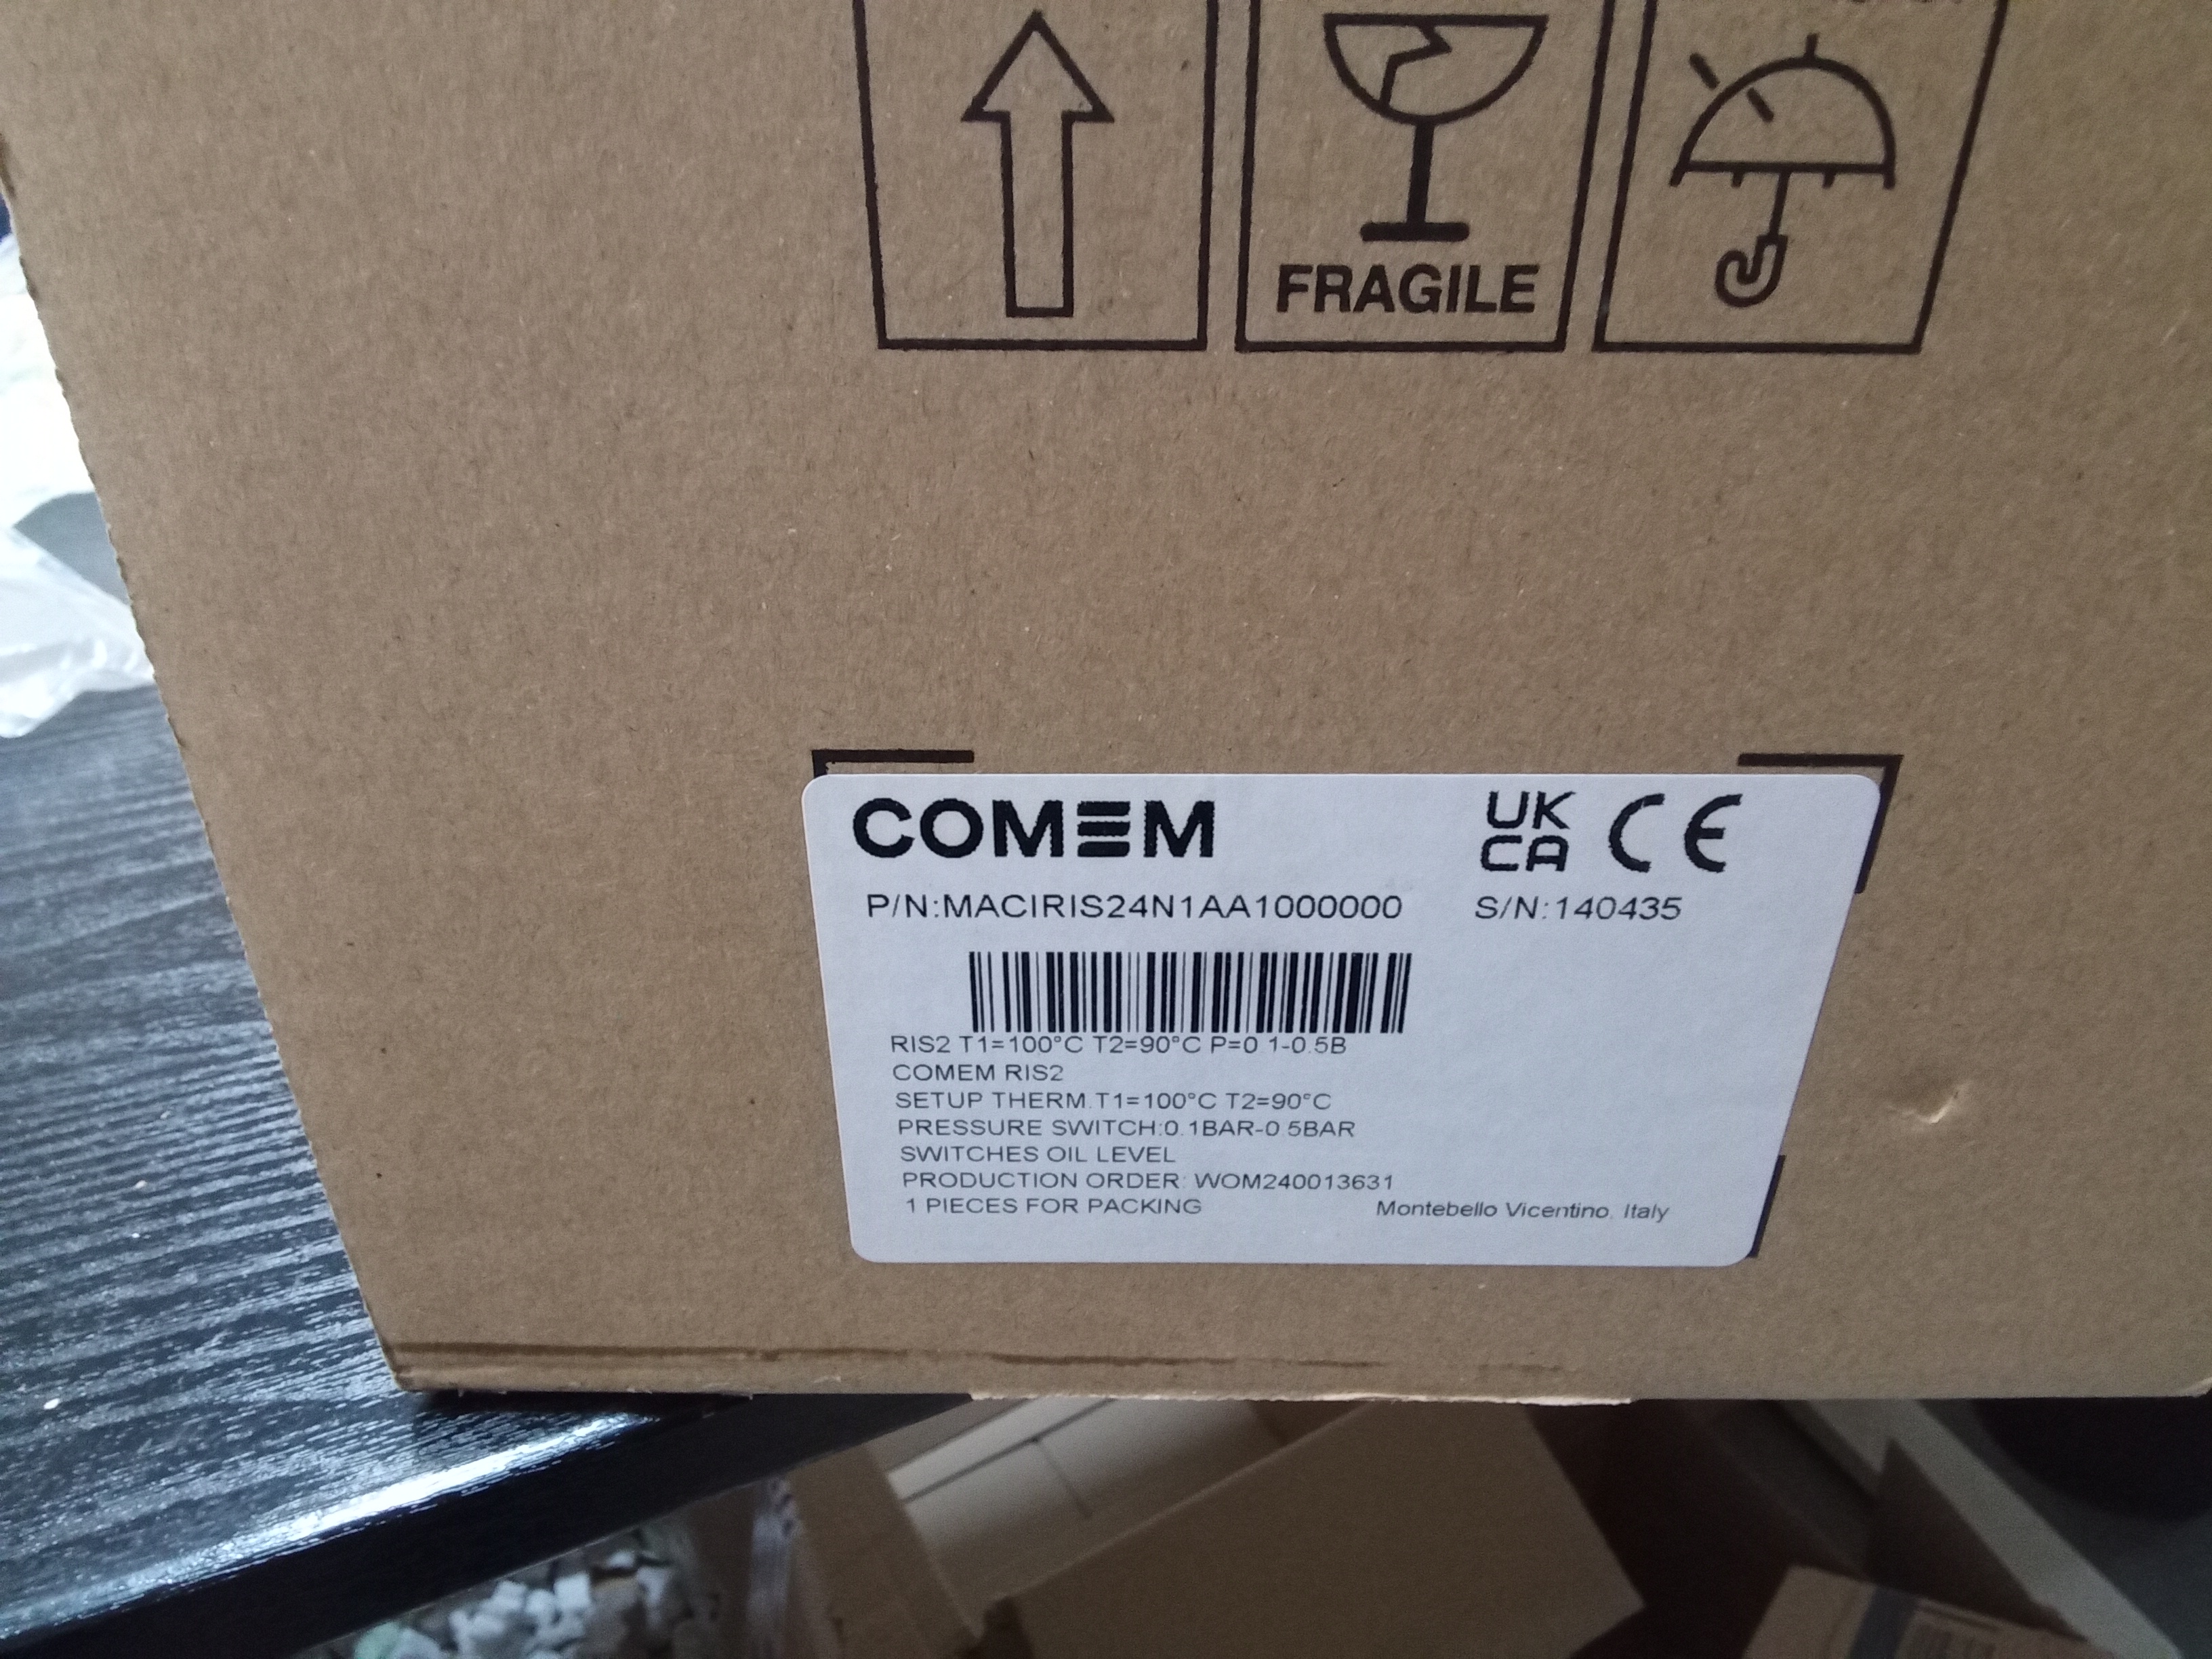 FRAGILE
COMEM
UK
CA CE
P/N:MACIRIS24N1AA1000000 S/N:140435
RIS2 T1=100°C T2=90°C P=0.1-0.5B
COMEM RIS2
SETUP THERM.T1=100°C T2=90°C
PRESSURE SWITCH:0.1BAR-0.5BAR
SWITCHES OIL LEVEL
PRODUCTION ORDER: WOM240013631
1 PIECES FOR PACKING Montebello Vicentino, Italy